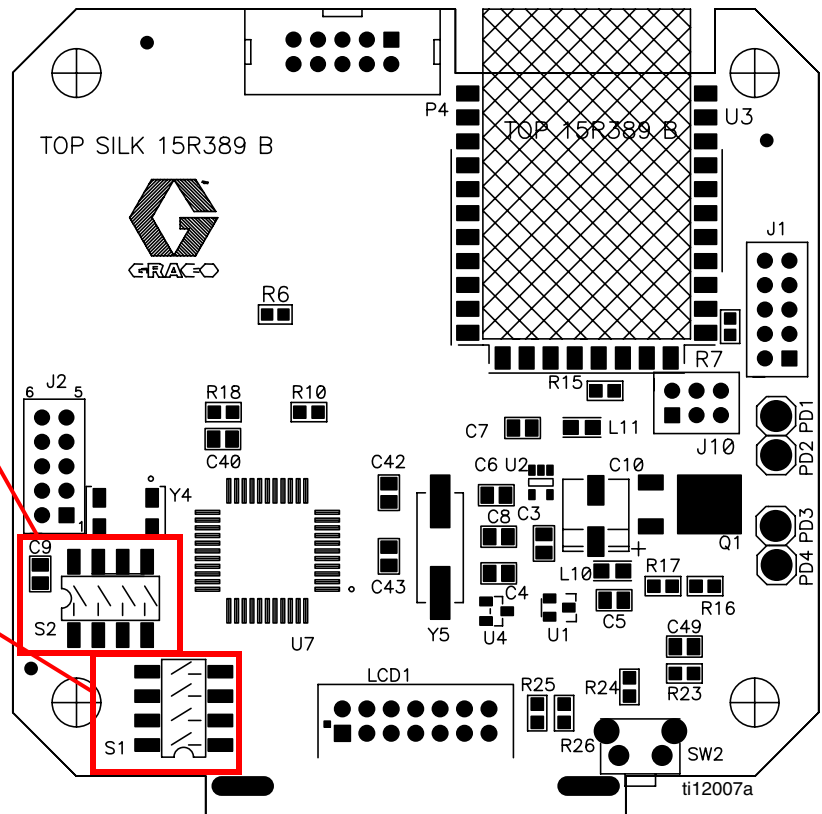 P4
U3
TOP 15R389 B
TOP SILK 15R389 B
GRACO
J1
R6
R7
J2
6 5
R18
R10
R15
C7
L11
J10
PD1
PD2
C40
C42
C6
U2
C10
Y4
1
C3
C8
PD3
Q1
C9
L10
R17
PD4
C43
C4
R16
S2
U7
Y5
U4
U1
C5
C49
LCD1
R25
R24
R23
S1
R26
SW2
ti12007a